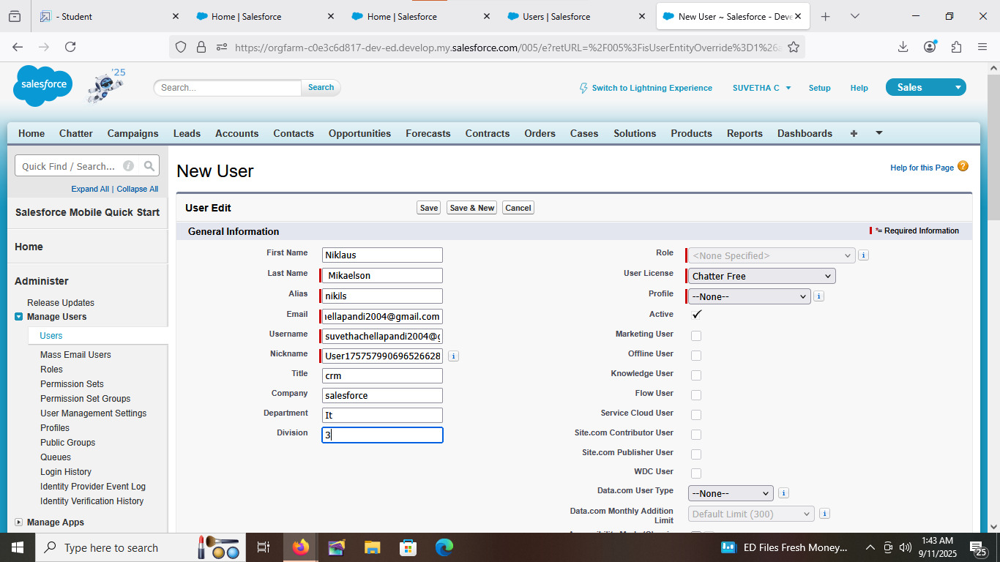 - Student
Home | Salesforce
Home | Salesforce
Users | Salesforce
New User ~ Salesforce - Deve
https://orgfarm-c0e3c6d817-dev-ed.develop.my.salesforce.com/005/e?retURL=%2F005%3FisUserEntityOverride%3D1%26a
salesforce
'25
Search...
Search
Switch to Lightning Experience
SUVETHA C
Setup
Help
Sales
Home
Chatter
Campaigns
Leads
Accounts
Contacts
Opportunities
Forecasts
Contracts
Orders
Cases
Solutions
Products
Reports
Dashboards
+
Quick Find / Search...
i
Expand All | Collapse All
Salesforce Mobile Quick Start
Home
Administer
Release Updates
Manage Users
Users
Mass Email Users
Roles
Permission Sets
Permission Set Groups
User Management Settings
Profiles
Public Groups
Queues
Login History
Identity Provider Event Log
Identity Verification History
Manage Apps
New User
Help for this Page ?
User Edit
Save
Save & New
Cancel
General Information
*= Required Information
First Name
Niklaus
Last Name
Mikaelson
Alias
nikils
Email
hellapandi2004@gmail.com
Username
suvethachellapandi2004@g
Nickname
User175757990696526628
i
Title
crm
Company
salesforce
Department
It
Division
3
Role
<None Specified>
i
User License
Chatter Free
Profile
--None--
i
Active
Marketing User
Offline User
Knowledge User
Flow User
Service Cloud User
Site.com Contributor User
Site.com Publisher User
WDC User
Data.com User Type
--None--
i
Data.com Monthly Addition
Limit
Default Limit (300)
i
Type here to search
ED Files Fresh Money...
1:43 AM
9/11/2025
25